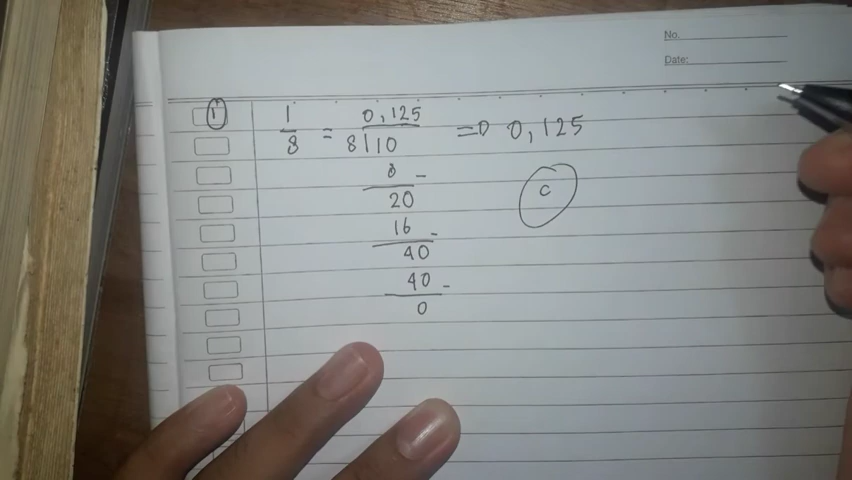 No.
Date:
1 1/8 = 0,125 => 0,125
8 10
8 -
20 C
16 -
40
40 -
0